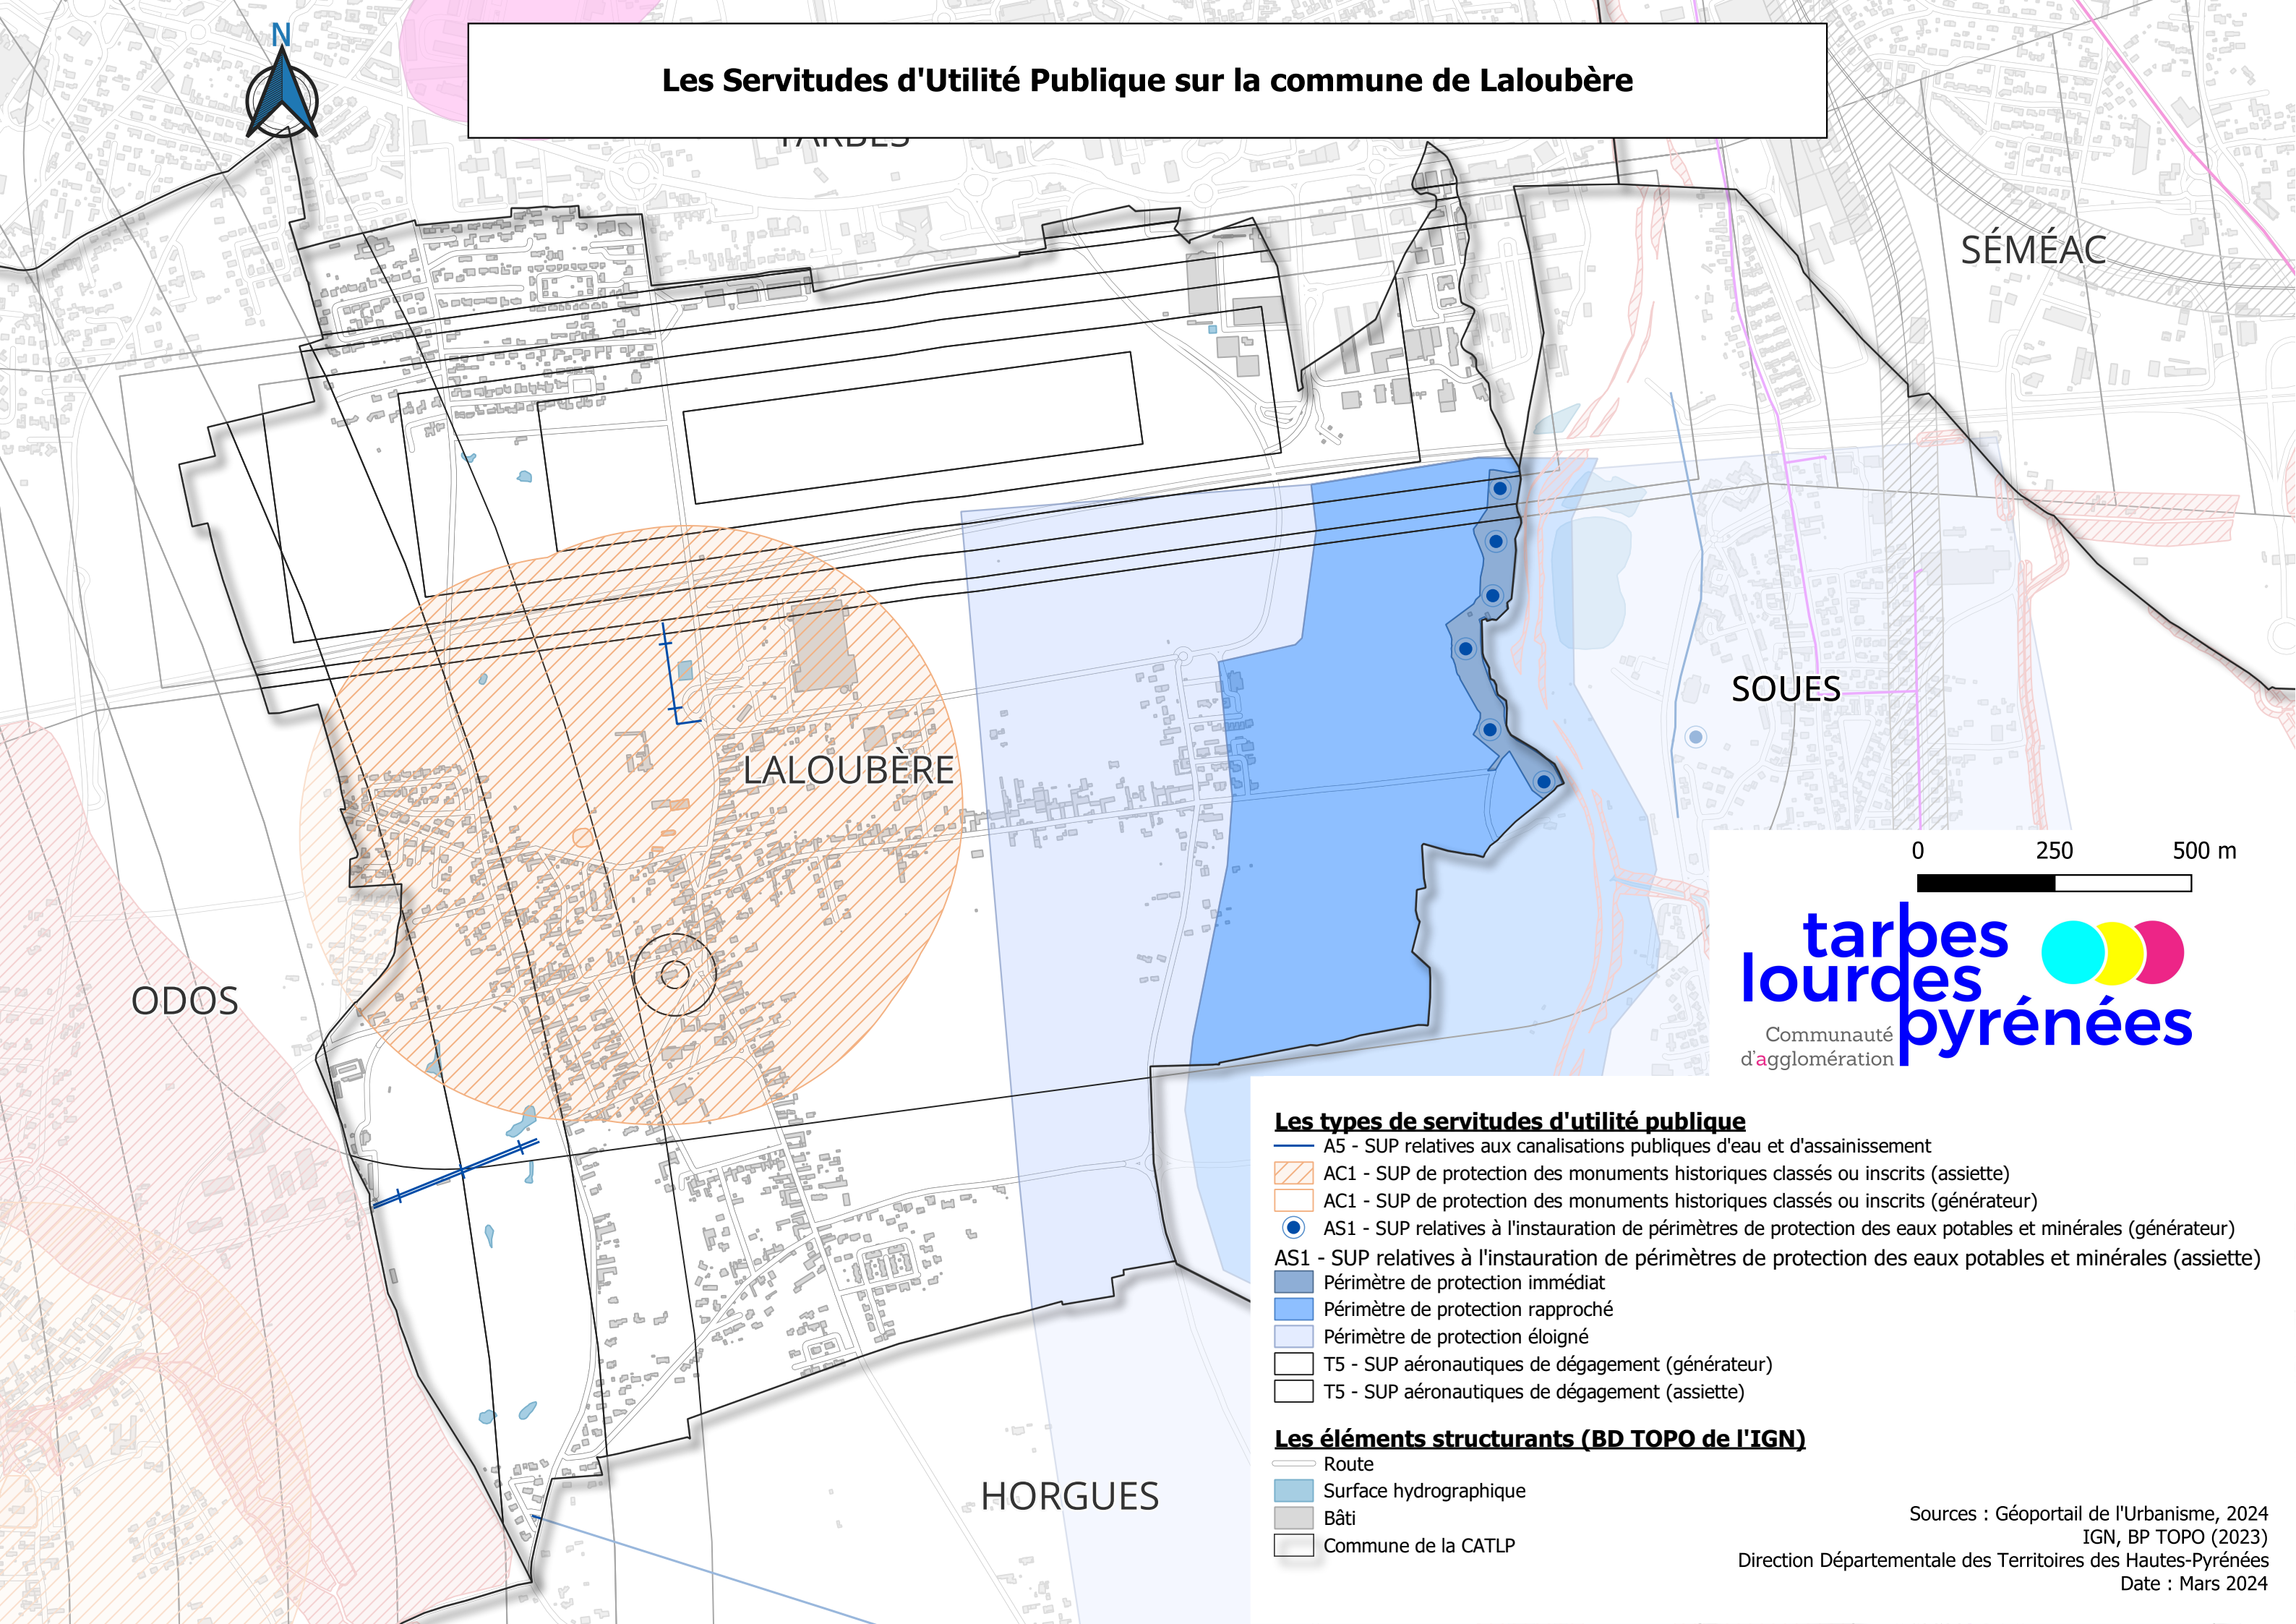 N
Les Servitudes d'Utilité Publique sur la commune de Laloubère
TARBES
SÉMÉAC
SOUES
LALOUBÈRE
ODOS
HORGUES
0 250 500 m
tarbes
lourdes
pyrénées
Communauté
d'agglomération
Les types de servitudes d'utilité publique
A5 - SUP relatives aux canalisations publiques d'eau et d'assainissement
AC1 - SUP de protection des monuments historiques classés ou inscrits (assiette)
AC1 - SUP de protection des monuments historiques classés ou inscrits (générateur)
AS1 - SUP relatives à l'instauration de périmètres de protection des eaux potables et minérales (générateur)
AS1 - SUP relatives à l'instauration de périmètres de protection des eaux potables et minérales (assiette)
Périmètre de protection immédiat
Périmètre de protection rapproché
Périmètre de protection éloigné
T5 - SUP aéronautiques de dégagement (générateur)
T5 - SUP aéronautiques de dégagement (assiette)
Les éléments structurants (BD TOPO de l'IGN)
Route
Surface hydrographique
Bâti
Commune de la CATLP
Sources : Géoportail de l'Urbanisme, 2024
IGN, BP TOPO (2023)
Direction Départementale des Territoires des Hautes-Pyrénées
Date : Mars 2024